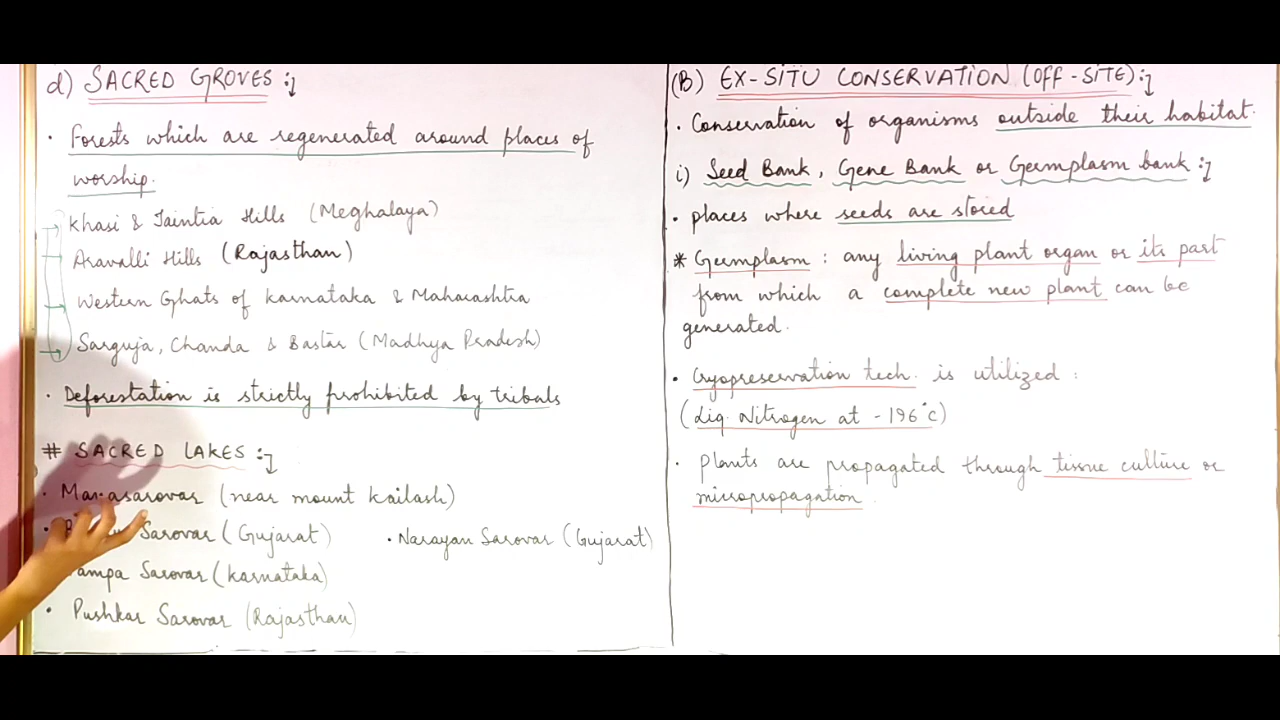 d) SACRED GROVES :↴
· Forests which are regenerated around places of
worship.
→ Khasi & Jaintia Hills (Meghalaya)
→ Aravalli Hills (Rajasthan)
→ Western Ghats of Karnataka & Maharashtra
→ Sarguja, Chanda & Bastar (Madhya Pradesh)
· Deforestation is strictly prohibited by tribals
# SACRED LAKES :↴
· Manasarovar (near mount Kailash)
· Sarovar (Gujarat)
· Narayan Sarovar (Gujarat)
Pampa Sarovar (Karnataka)
· Pushkar Sarovar (Rajasthan)
(B) EX-SITU CONSERVATION (OFF-SITE) :↴
· Conservation of organisms outside their habitat.
i) Seed Bank, Gene Bank or Germplasm bank :↴
· places where seeds are stored
* Germplasm : any living plant organ or its part
from which a complete new plant can be
generated.
· Cryopreservation tech. is utilized :
(Liq. Nitrogen at -196°C)
· Plants are propagated through tissue culture or
micropropagation.